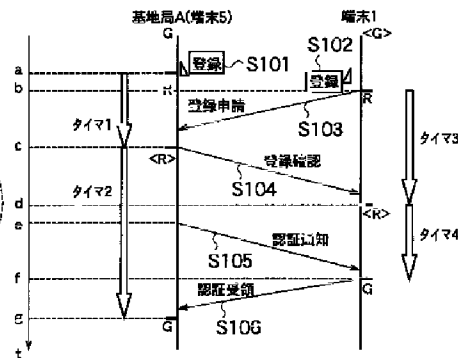 基地局A(端末5)
端末1
G
<G>
登録
S101
S102
登録
a
b
R
R
登録申請
S103
タイマ1
タイマ3
c
<R>
登録確認
S104
タイマ2
d
<R>
e
タイマ4
認証通知
S105
f
G
認証受領
S106
g
G
t